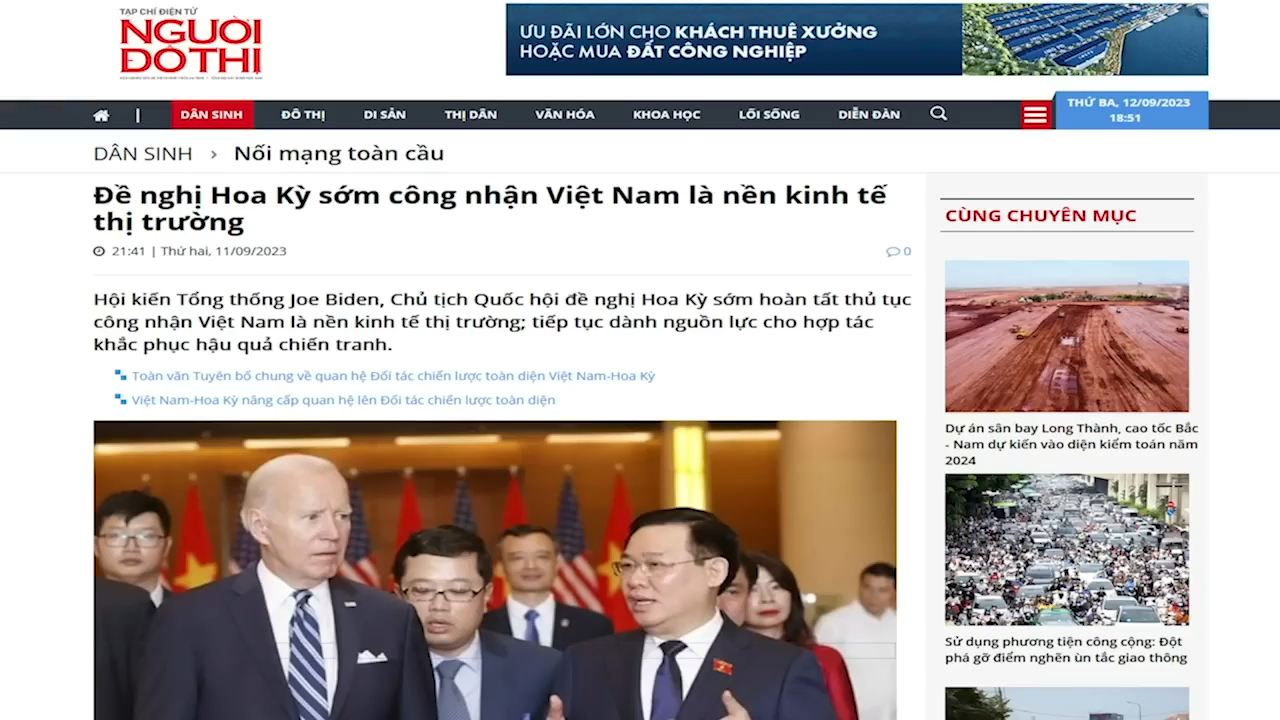 TẠP CHÍ ĐIỆN TỬ
NGƯỜI
ĐÔ THỊ
ƯU ĐÃI LỚN CHO KHÁCH THUÊ XƯỞNG
HOẶC MUA ĐẤT CÔNG NGHIỆP
DÂN SINH
ĐÔ THỊ
DI SẢN
THỊ DÂN
VĂN HÓA
KHOA HỌC
LỐI SỐNG
DIỄN ĐÀN
THỨ BA, 12/09/2023
18:51
DÂN SINH › Nối mạng toàn cầu
Đề nghị Hoa Kỳ sớm công nhận Việt Nam là nền kinh tế
thị trường
21:41 | Thứ hai, 11/09/2023
0
Hội kiến Tổng thống Joe Biden, Chủ tịch Quốc hội đề nghị Hoa Kỳ sớm hoàn tất thủ tục
công nhận Việt Nam là nền kinh tế thị trường; tiếp tục dành nguồn lực cho hợp tác
khắc phục hậu quả chiến tranh.
Toàn văn Tuyên bố chung về quan hệ Đối tác chiến lược toàn diện Việt Nam-Hoa Kỳ
Việt Nam-Hoa Kỳ nâng cấp quan hệ lên Đối tác chiến lược toàn diện
CÙNG CHUYÊN MỤC
Dự án sân bay Long Thành, cao tốc Bắc
- Nam dự kiến vào diện kiểm toán năm
2024
Sử dụng phương tiện công cộng: Đột
phá gỡ điểm nghẽn ùn tắc giao thông